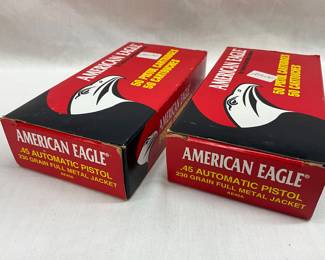 AMERICAN EAGLE
50 PISTOL CARTRIDGES
50 CARTOUCHES
AMERICAN EAGLE®
.45 AUTOMATIC PISTOL
230 GRAIN FULL METAL JACKET
AMERICAN EAGLE
50 PISTOL CARTRIDGES
50 CARTOUCHES
AMERICAN EAGLE®
.45 AUTOMATIC PISTOL
230 GRAIN FULL METAL JACKET